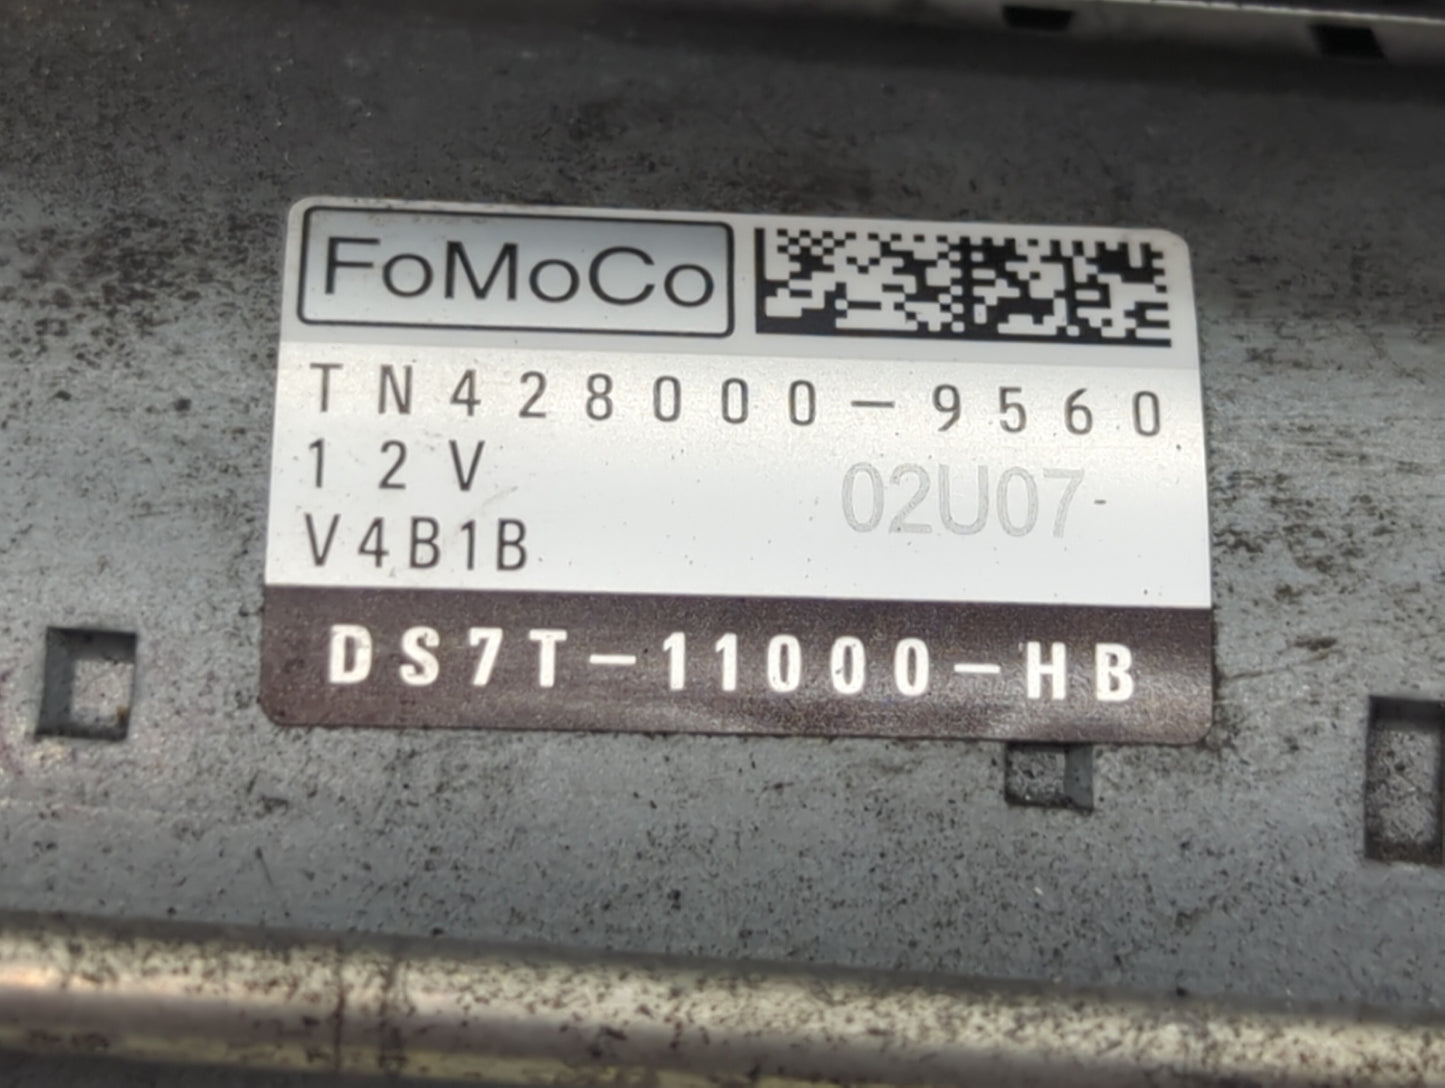 FoMoCo
TN428000-9560
12V
02U07
V4B1B
DS7T-11000-HB